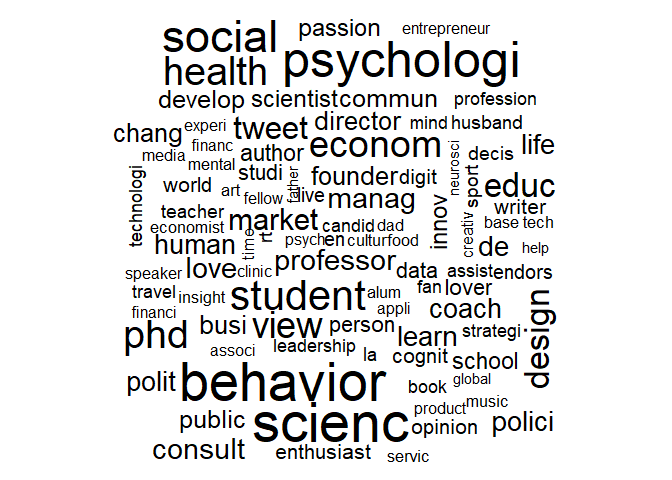 passion entrepreneur
social psychologi
health
develop scientist commun profession
chang experi tweet director mind husband
media financ author econom decis life
mental studi founder digit neurosci sport educ
technologi world art fellow father live manag innov writer
teacher market candid dad creativ base tech
economist time rt psych en cultur food de help
human professor
speaker love clinic data assist endors
travel insight student alum appli fan lover coach
financi
phd busi view person learn strategi design
associ leadership la cognit school
polit behavior book global
public scienc product music
opinion polici
consult enthusiast servic